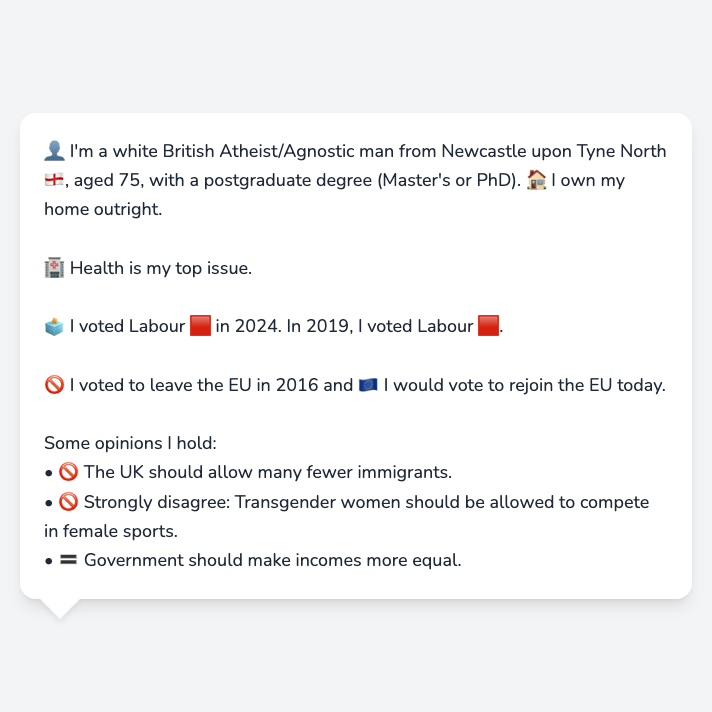 👤 I'm a white British Atheist/Agnostic man from Newcastle upon Tyne North
🏴󠁧󠁢󠁥󠁮󠁧󠁿, aged 75, with a postgraduate degree (Master's or PhD). 🏠 I own my
home outright.
🏥 Health is my top issue.
🗳️ I voted Labour 🟥 in 2024. In 2019, I voted Labour 🟥.
🚫 I voted to leave the EU in 2016 and 🇪🇺 I would vote to rejoin the EU today.
Some opinions I hold:
• 🚫 The UK should allow many fewer immigrants.
• 🚫 Strongly disagree: Transgender women should be allowed to compete
in female sports.
• 🟰 Government should make incomes more equal.